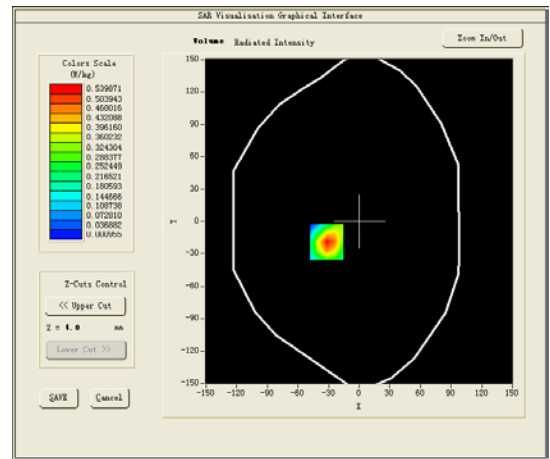 SAR Visualisation Graphical Interface
Volume Radiated Intensity
Zoom In/Out
Colors Scale
(W/kg)
0.539871
0.503943
0.468015
0.432088
0.396160
0.360232
0.324304
0.288377
0.252449
0.216521
0.180593
0.144666
0.108738
0.072810
0.036882
0.000955
150
120
90
60
30
0
Y
-30
-60
-90
-120
-150
-150 -120 -90 -60 -30 0 30 60 90 120 150
X
Z-Cuts Control
<< Upper Cut
Z = 4.0 mm
Lower Cut >>
SAVE Cancel